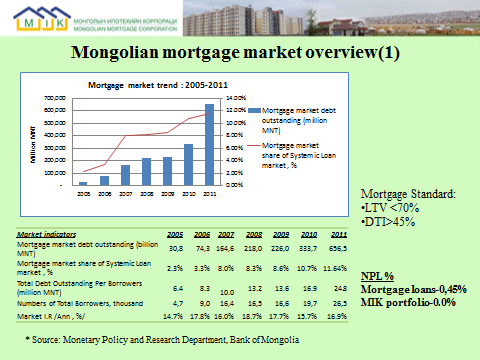 МОНГОЛЫН ИПОТЕКИЙН КОРПОРАЦИ
MONGOLIAN MORTGAGE CORPORATION
M I K
Mongolian mortgage market overview(1)
Mortgage market trend : 2005-2011
Million MNT
700,000
600,000
500,000
400,000
300,000
200,000
100,000
-
14.00%
12.00%
10.00%
8.00%
6.00%
4.00%
2.00%
0.00%
2005 2006 2007 2008 2009 2010 2011
Mortgage market debt
outstanding (million
MNT)
Mortgage market
share of Systemic Loan
market , %
Mortgage Standard:
•LTV <70%
•DTI>45%
Market indicators 2005 2006 2007 2008 2009 2010 2011
Mortgage market debt outstanding (billion
MNT) 30,8 74,3 164,6 218,0 226,0 333,7 656,5
Mortgage market share of Systemic Loan
market , % 2.3% 3.3% 8.0% 8.3% 8.6% 10.7% 11.64%
Total Debt Outstanding Per Borrowers
(million MNT) 6.4 8.3 10.0 13.2 13.6 16.9 24.8
Numbers of Total Borrowers, thousand 4,7 9,0 16,4 16,5 16,6 19,7 26,5
Market I.R /Ann , %/ 14.7% 17.8% 16.0% 18.7% 17.7% 15.7% 16.9%
NPL %
Mortgage loans-0,45%
MIK portfolio-0.0%
* Source: Monetary Policy and Research Department, Bank of Mongolia